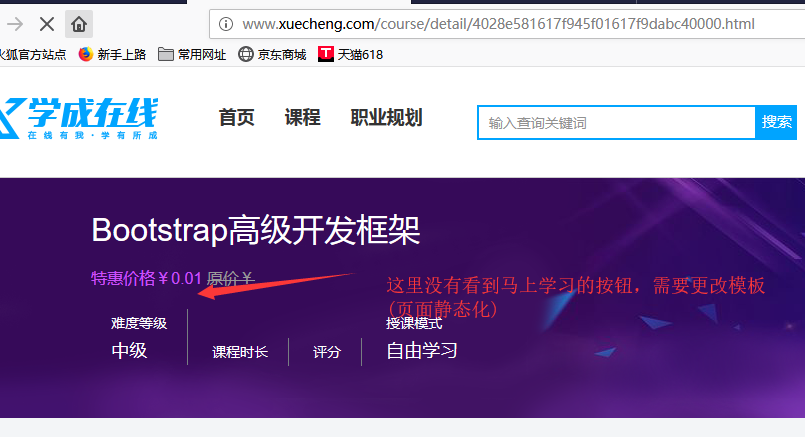 www.xuecheng.com/course/detail/4028e581617f945f01617f9dabc40000.html
火狐官方站点 新手上路 常用网址 京东商城 天猫618
学成在线 首页 课程 职业规划 输入查询关键词 搜索
在线有我·学有所成
Bootstrap高级开发框架
特惠价格￥0.01 原价￥
这里没有看到马上学习的按钮，需要更改模板
(页面静态化)
难度等级 授课模式
中级 课程时长 评分 自由学习